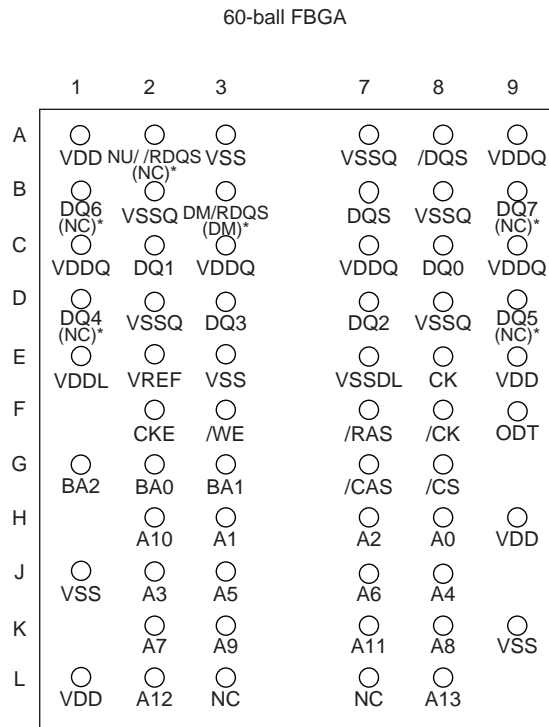 60-ball FBGA
1 2 3 7 8 9
A
VDD NU/ /RDQS VSS VSSQ /DQS VDDQ
(NC)*
B
DQ6 VSSQ DM/RDQS DQS VSSQ DQ7
(NC)* (DM)* (NC)*
C
VDDQ DQ1 VDDQ VDDQ DQ0 VDDQ
D
DQ4 VSSQ DQ3 DQ2 VSSQ DQ5
(NC)* (NC)*
E
VDDL VREF VSS VSSDL CK VDD
F
CKE /WE /RAS /CK ODT
G
BA2 BA0 BA1 /CAS /CS
H
A10 A1 A2 A0 VDD
J
VSS A3 A5 A6 A4
K
A7 A9 A11 A8 VSS
L
VDD A12 NC NC A13